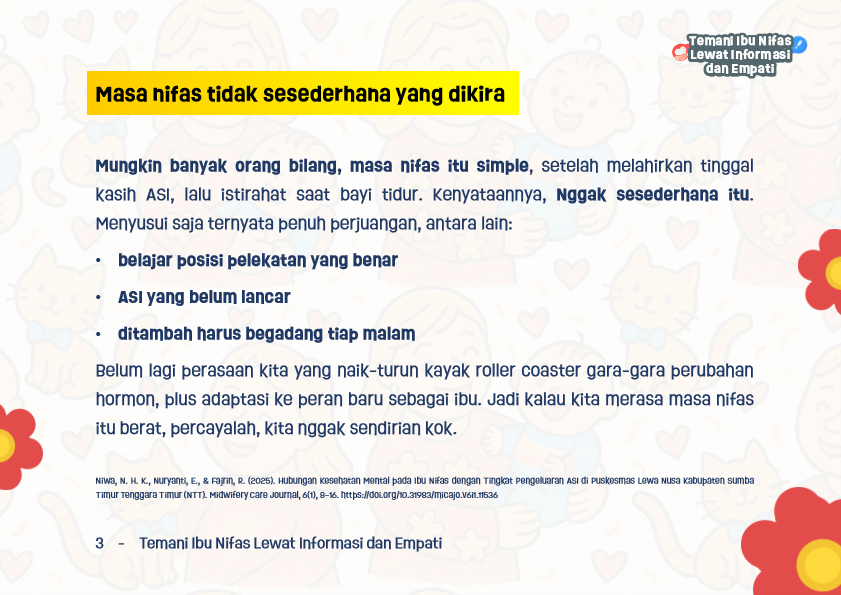 Temani Ibu Nifas
Lewat Informasi
dan Empati
Masa nifas tidak sesederhana yang dikira
Mungkin banyak orang bilang, masa nifas itu simple, setelah melahirkan tinggal
kasih ASI, lalu istirahat saat bayi tidur. Kenyataannya, Nggak sesederhana itu.
Menyusui saja ternyata penuh perjuangan, antara lain:
• belajar posisi pelekatan yang benar
• ASI yang belum lancar
• ditambah harus begadang tiap malam
Belum lagi perasaan kita yang naik-turun kayak roller coaster gara-gara perubahan
hormon, plus adaptasi ke peran baru sebagai ibu. Jadi kalau kita merasa masa nifas
itu berat, percayalah, kita nggak sendirian kok.
Niwa, N. H. K., Nuryanti, E., & Fajrin, R. (2025). Hubungan Kesehatan Mental pada Ibu Nifas dengan Tingkat Pengeluaran ASI di Puskesmas Lewa Nusa Kabupaten Sumba
Timur Tenggara Timur (NTT). Midwifery Care Journal, 6(1), 8–16. https://doi.org/10.31983/micajo.v6i1.11536
3 - Temani Ibu Nifas Lewat Informasi dan Empati